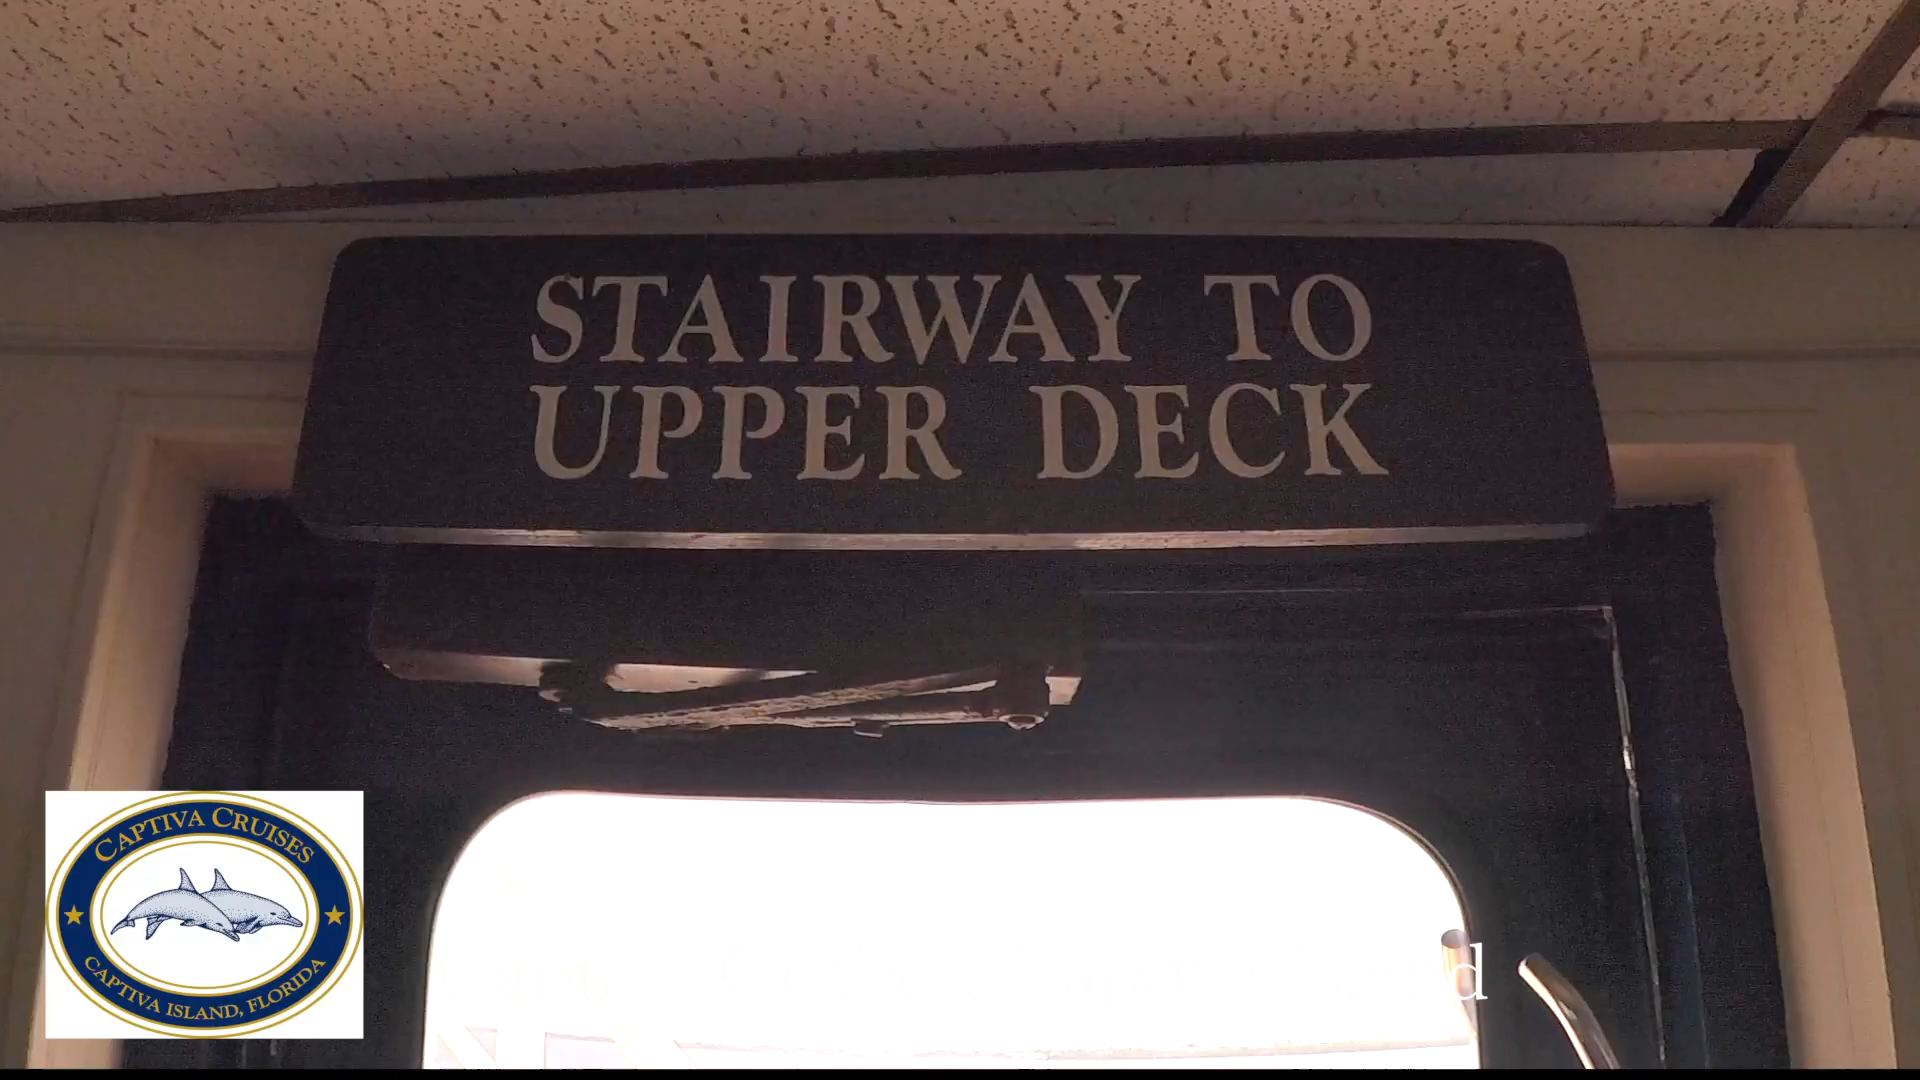 STAIRWAY TO
UPPER DECK
CAPTIVA CRUISES
CAPTIVA ISLAND, FLORIDA